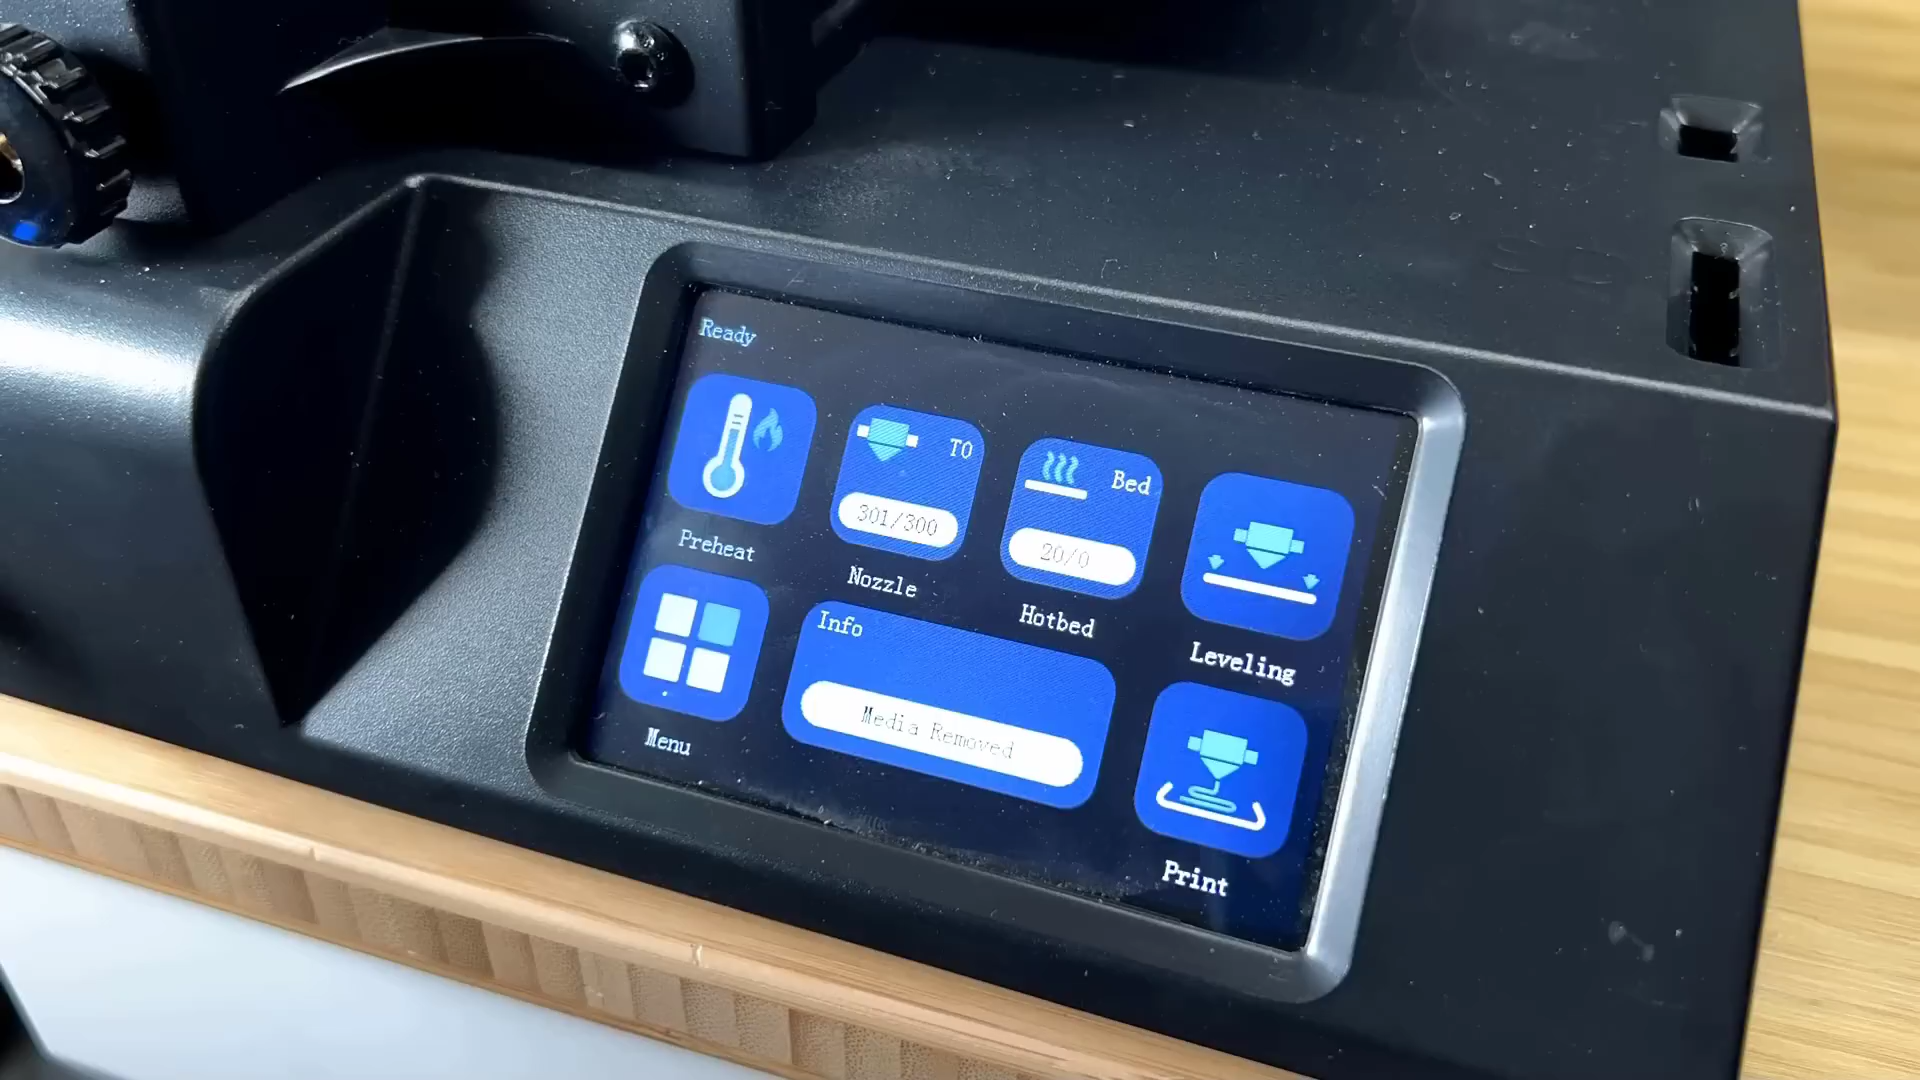 Ready
T0
301/300
Bed
20/0
Preheat
Nozzle
Hotbed
Leveling
Info
Media Removed
Menu
Print